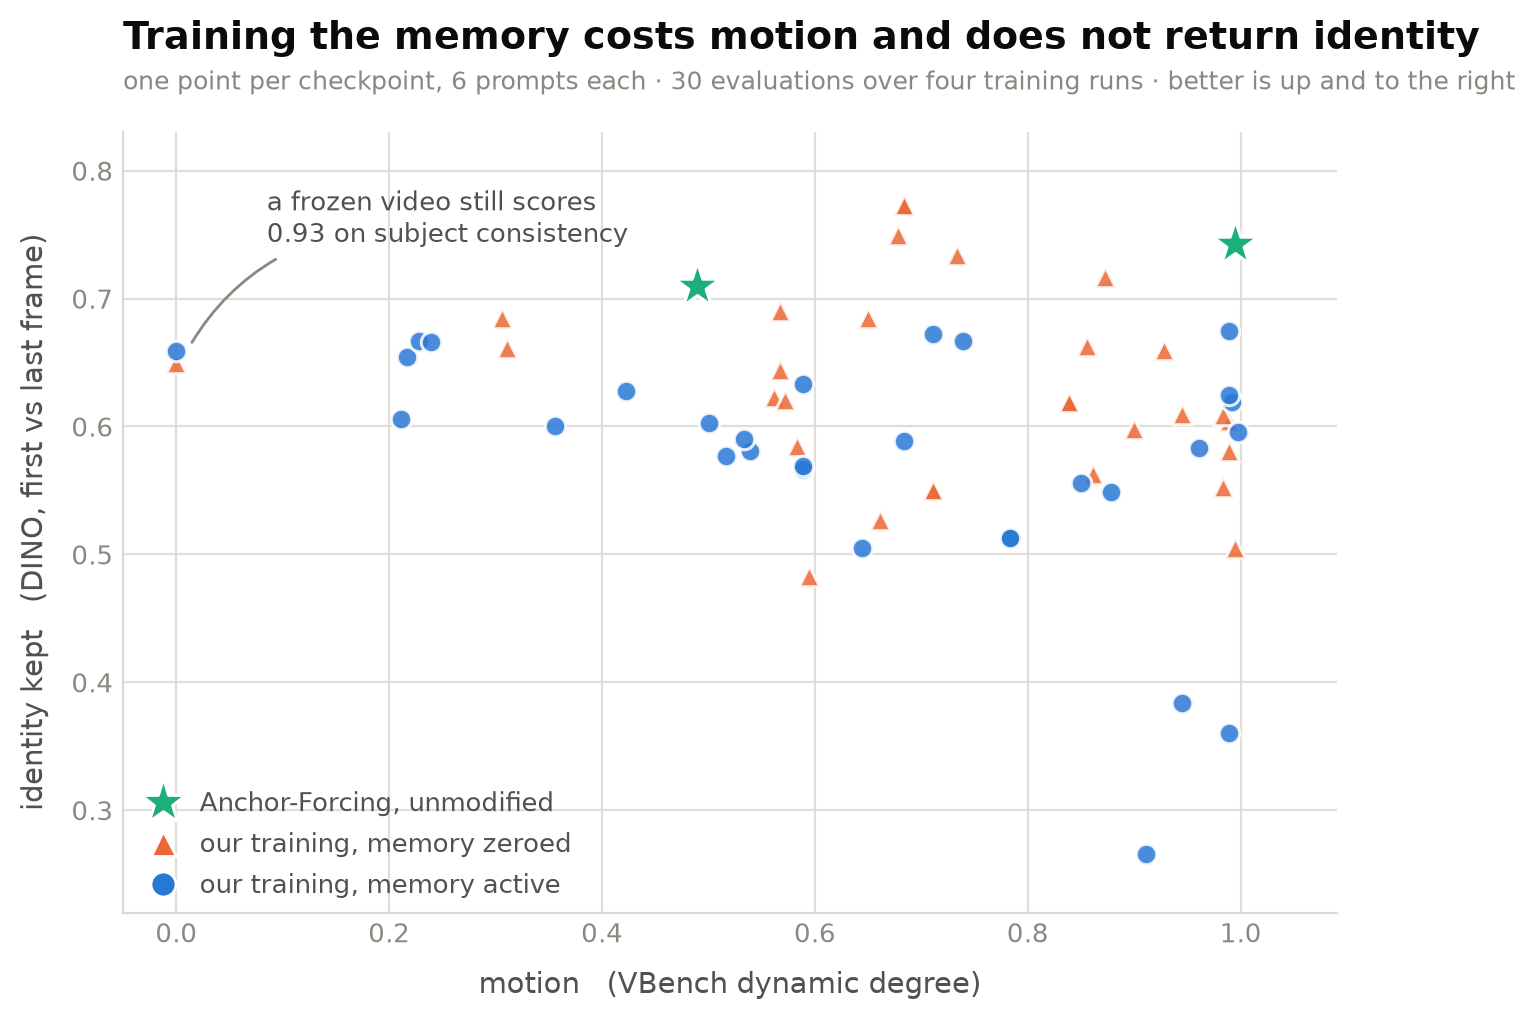 Training the memory costs motion and does not return identity
one point per checkpoint, 6 prompts each · 30 evaluations over four training runs · better is up and to the right
a frozen video still scores
0.93 on subject consistency
identity kept (DINO, first vs last frame)
0.8
0.7
0.6
0.5
0.4
0.3
Anchor-Forcing, unmodified
our training, memory zeroed
our training, memory active
0.0 0.2 0.4 0.6 0.8 1.0
motion (VBench dynamic degree)